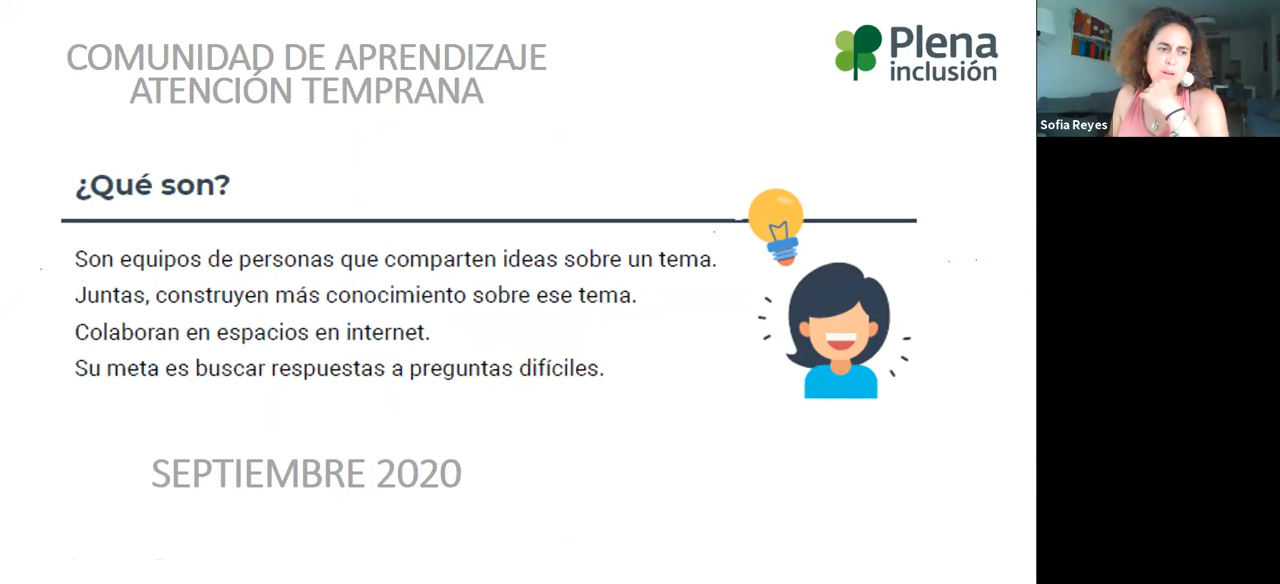 COMUNIDAD DE APRENDIZAJE
ATENCIÓN TEMPRANA
Plena
inclusión
Sofia Reyes
¿Qué son?
Son equipos de personas que comparten ideas sobre un tema.
Juntas, construyen más conocimiento sobre ese tema.
Colaboran en espacios en internet.
Su meta es buscar respuestas a preguntas difíciles.
SEPTIEMBRE 2020